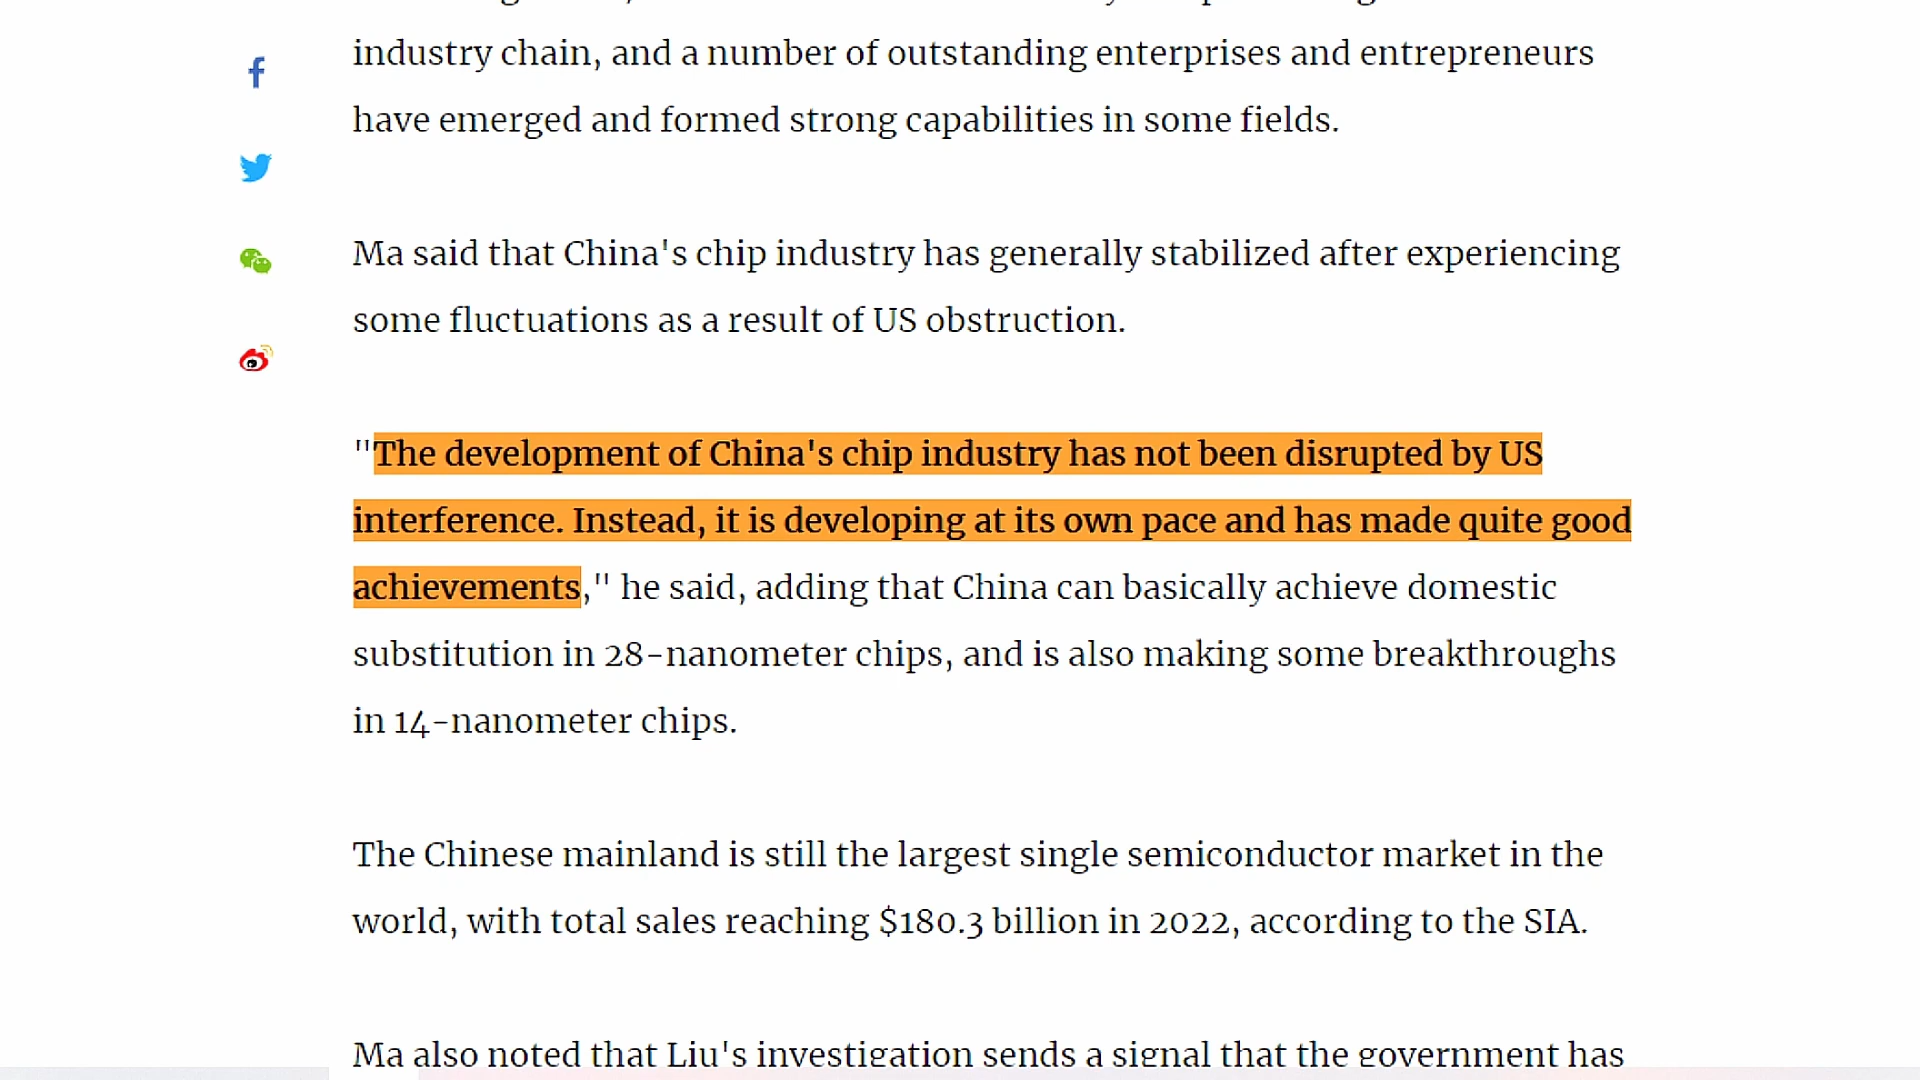 industry chain, and a number of outstanding enterprises and entrepreneurs
have emerged and formed strong capabilities in some fields.
Ma said that China's chip industry has generally stabilized after experiencing
some fluctuations as a result of US obstruction.
"The development of China's chip industry has not been disrupted by US
interference. Instead, it is developing at its own pace and has made quite good
achievements," he said, adding that China can basically achieve domestic
substitution in 28-nanometer chips, and is also making some breakthroughs
in 14-nanometer chips.
The Chinese mainland is still the largest single semiconductor market in the
world, with total sales reaching $180.3 billion in 2022, according to the SIA.
Ma also noted that Liu's investigation sends a signal that the government has